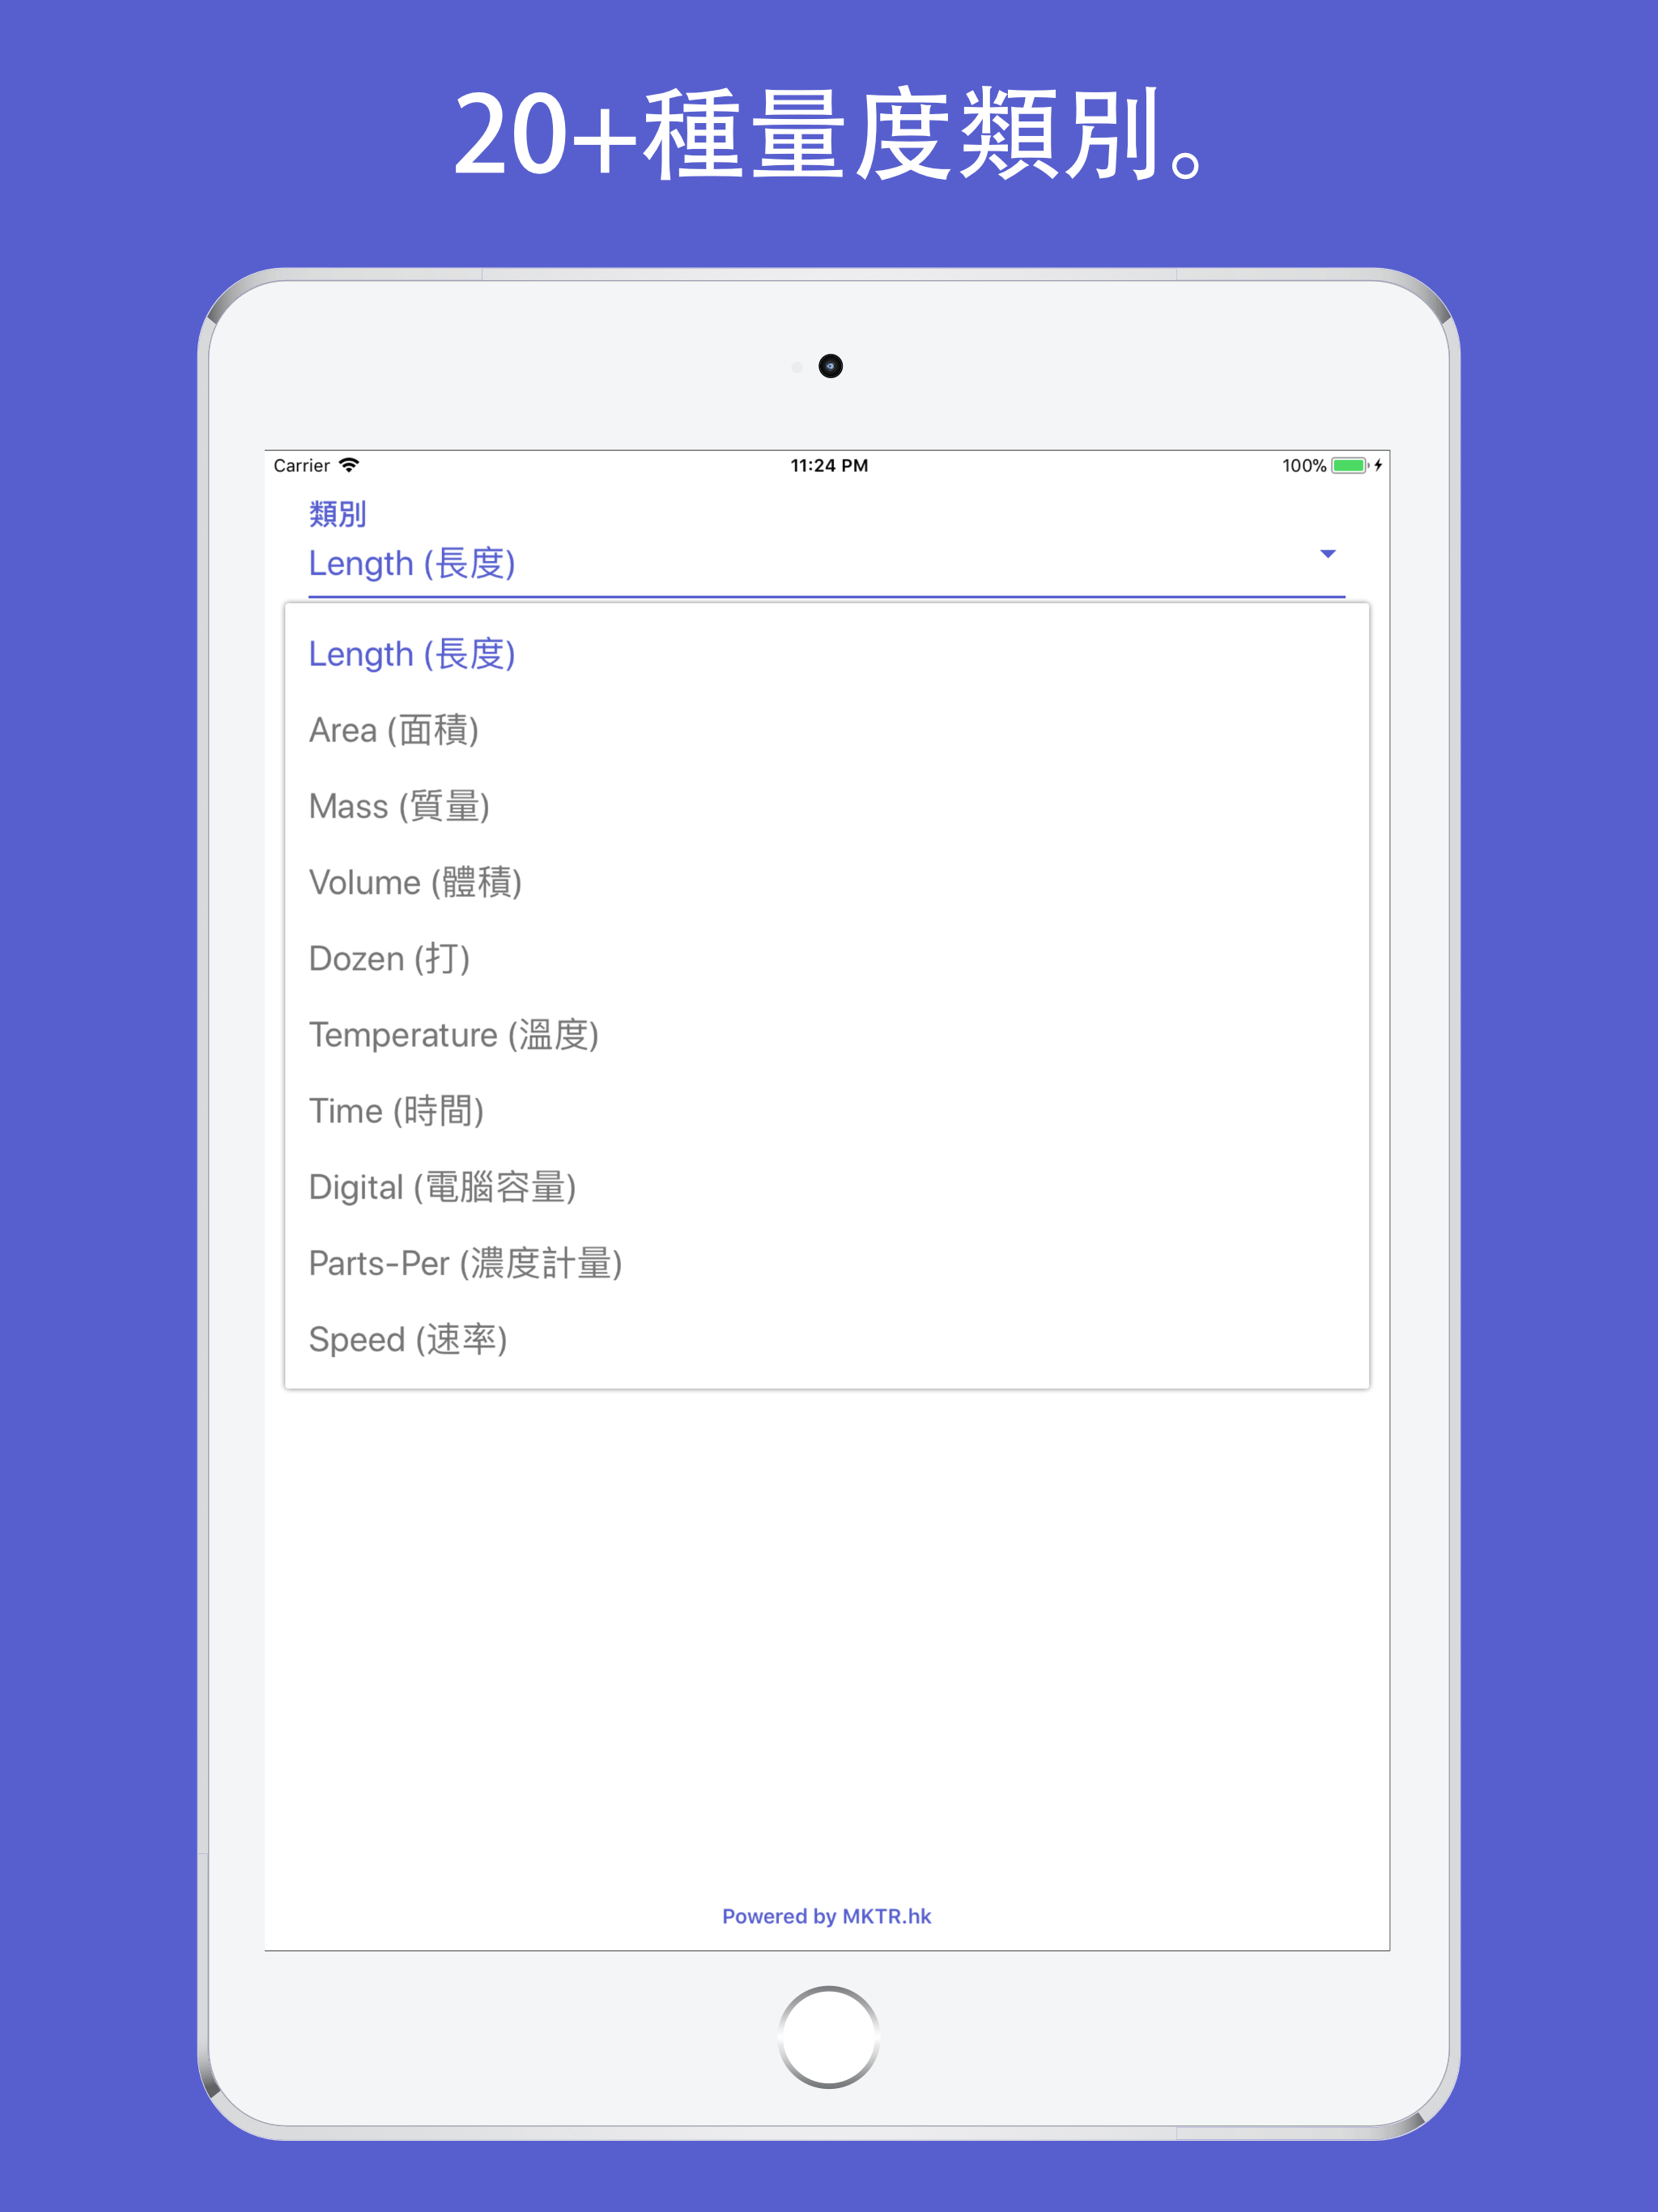 20+種量度類別。
Carrier 11:24 PM 100%
類別
Length (長度)
Length (長度)
Area (面積)
Mass (質量)
Volume (體積)
Dozen (打)
Temperature (溫度)
Time (時間)
Digital (電腦容量)
Parts-Per (濃度計量)
Speed (速率)
Powered by MKTR.hk